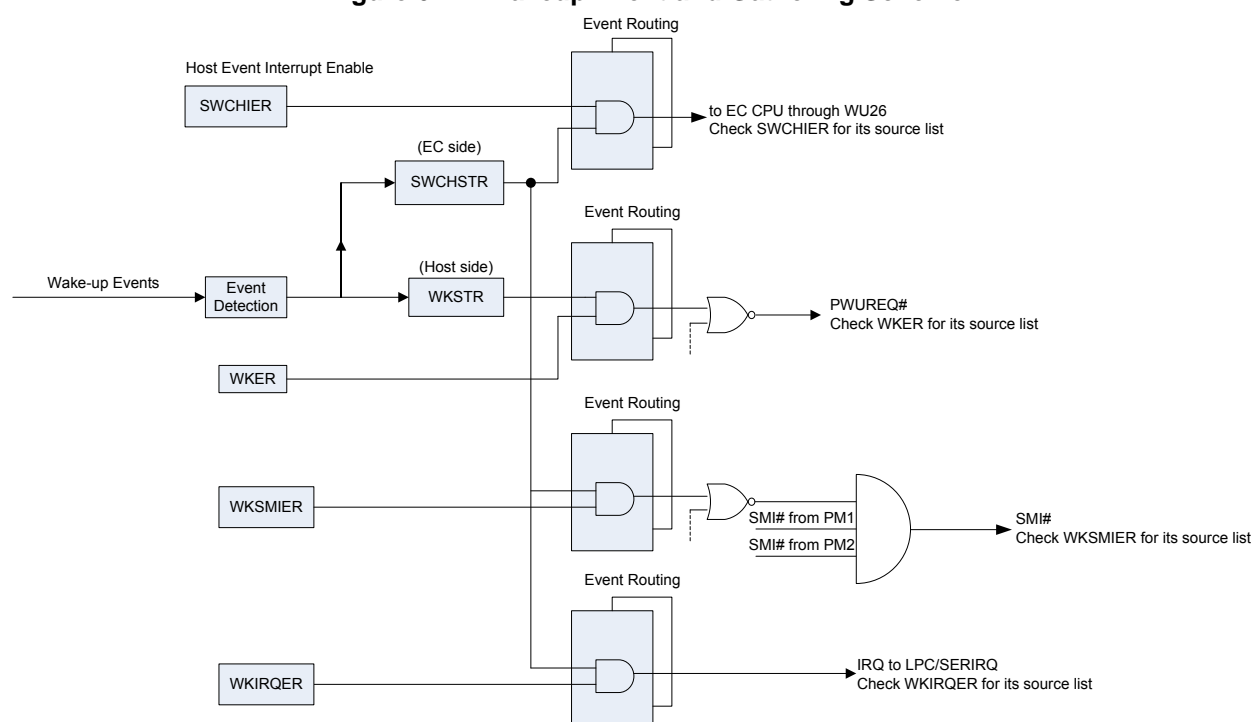 Event Routing
Host Event Interrupt Enable
SWCHIER
to EC CPU through WU26
Check SWCHIER for its source list
(EC side)
SWCHSTR
Event Routing
(Host side)
Wake-up Events
Event
Detection
WKSTR
PWUREQ#
Check WKER for its source list
WKER
Event Routing
WKSMIER
SMI# from PM1
SMI# from PM2
SMI#
Check WKSMIER for its source list
Event Routing
WKIRQER
IRQ to LPC/SERIRQ
Check WKIRQER for its source list